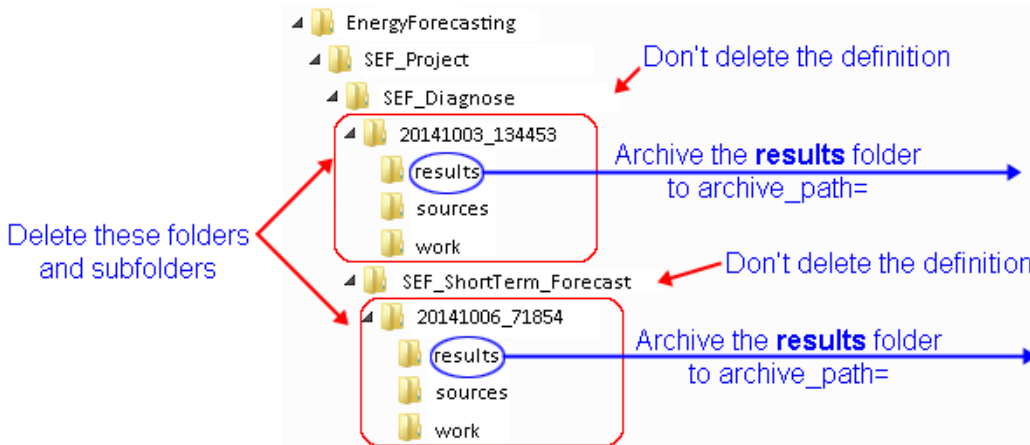 EnergyForecasting
SEF_Project
Don't delete the definition
SEF_Diagnose
20141003_134453
Archive the results folder
to archive_path=
results
sources
Delete these folders
and subfolders
work
Don't delete the definition
SEF_ShortTerm_Forecast
20141006_71854
Archive the results folder
to archive_path=
results
sources
work